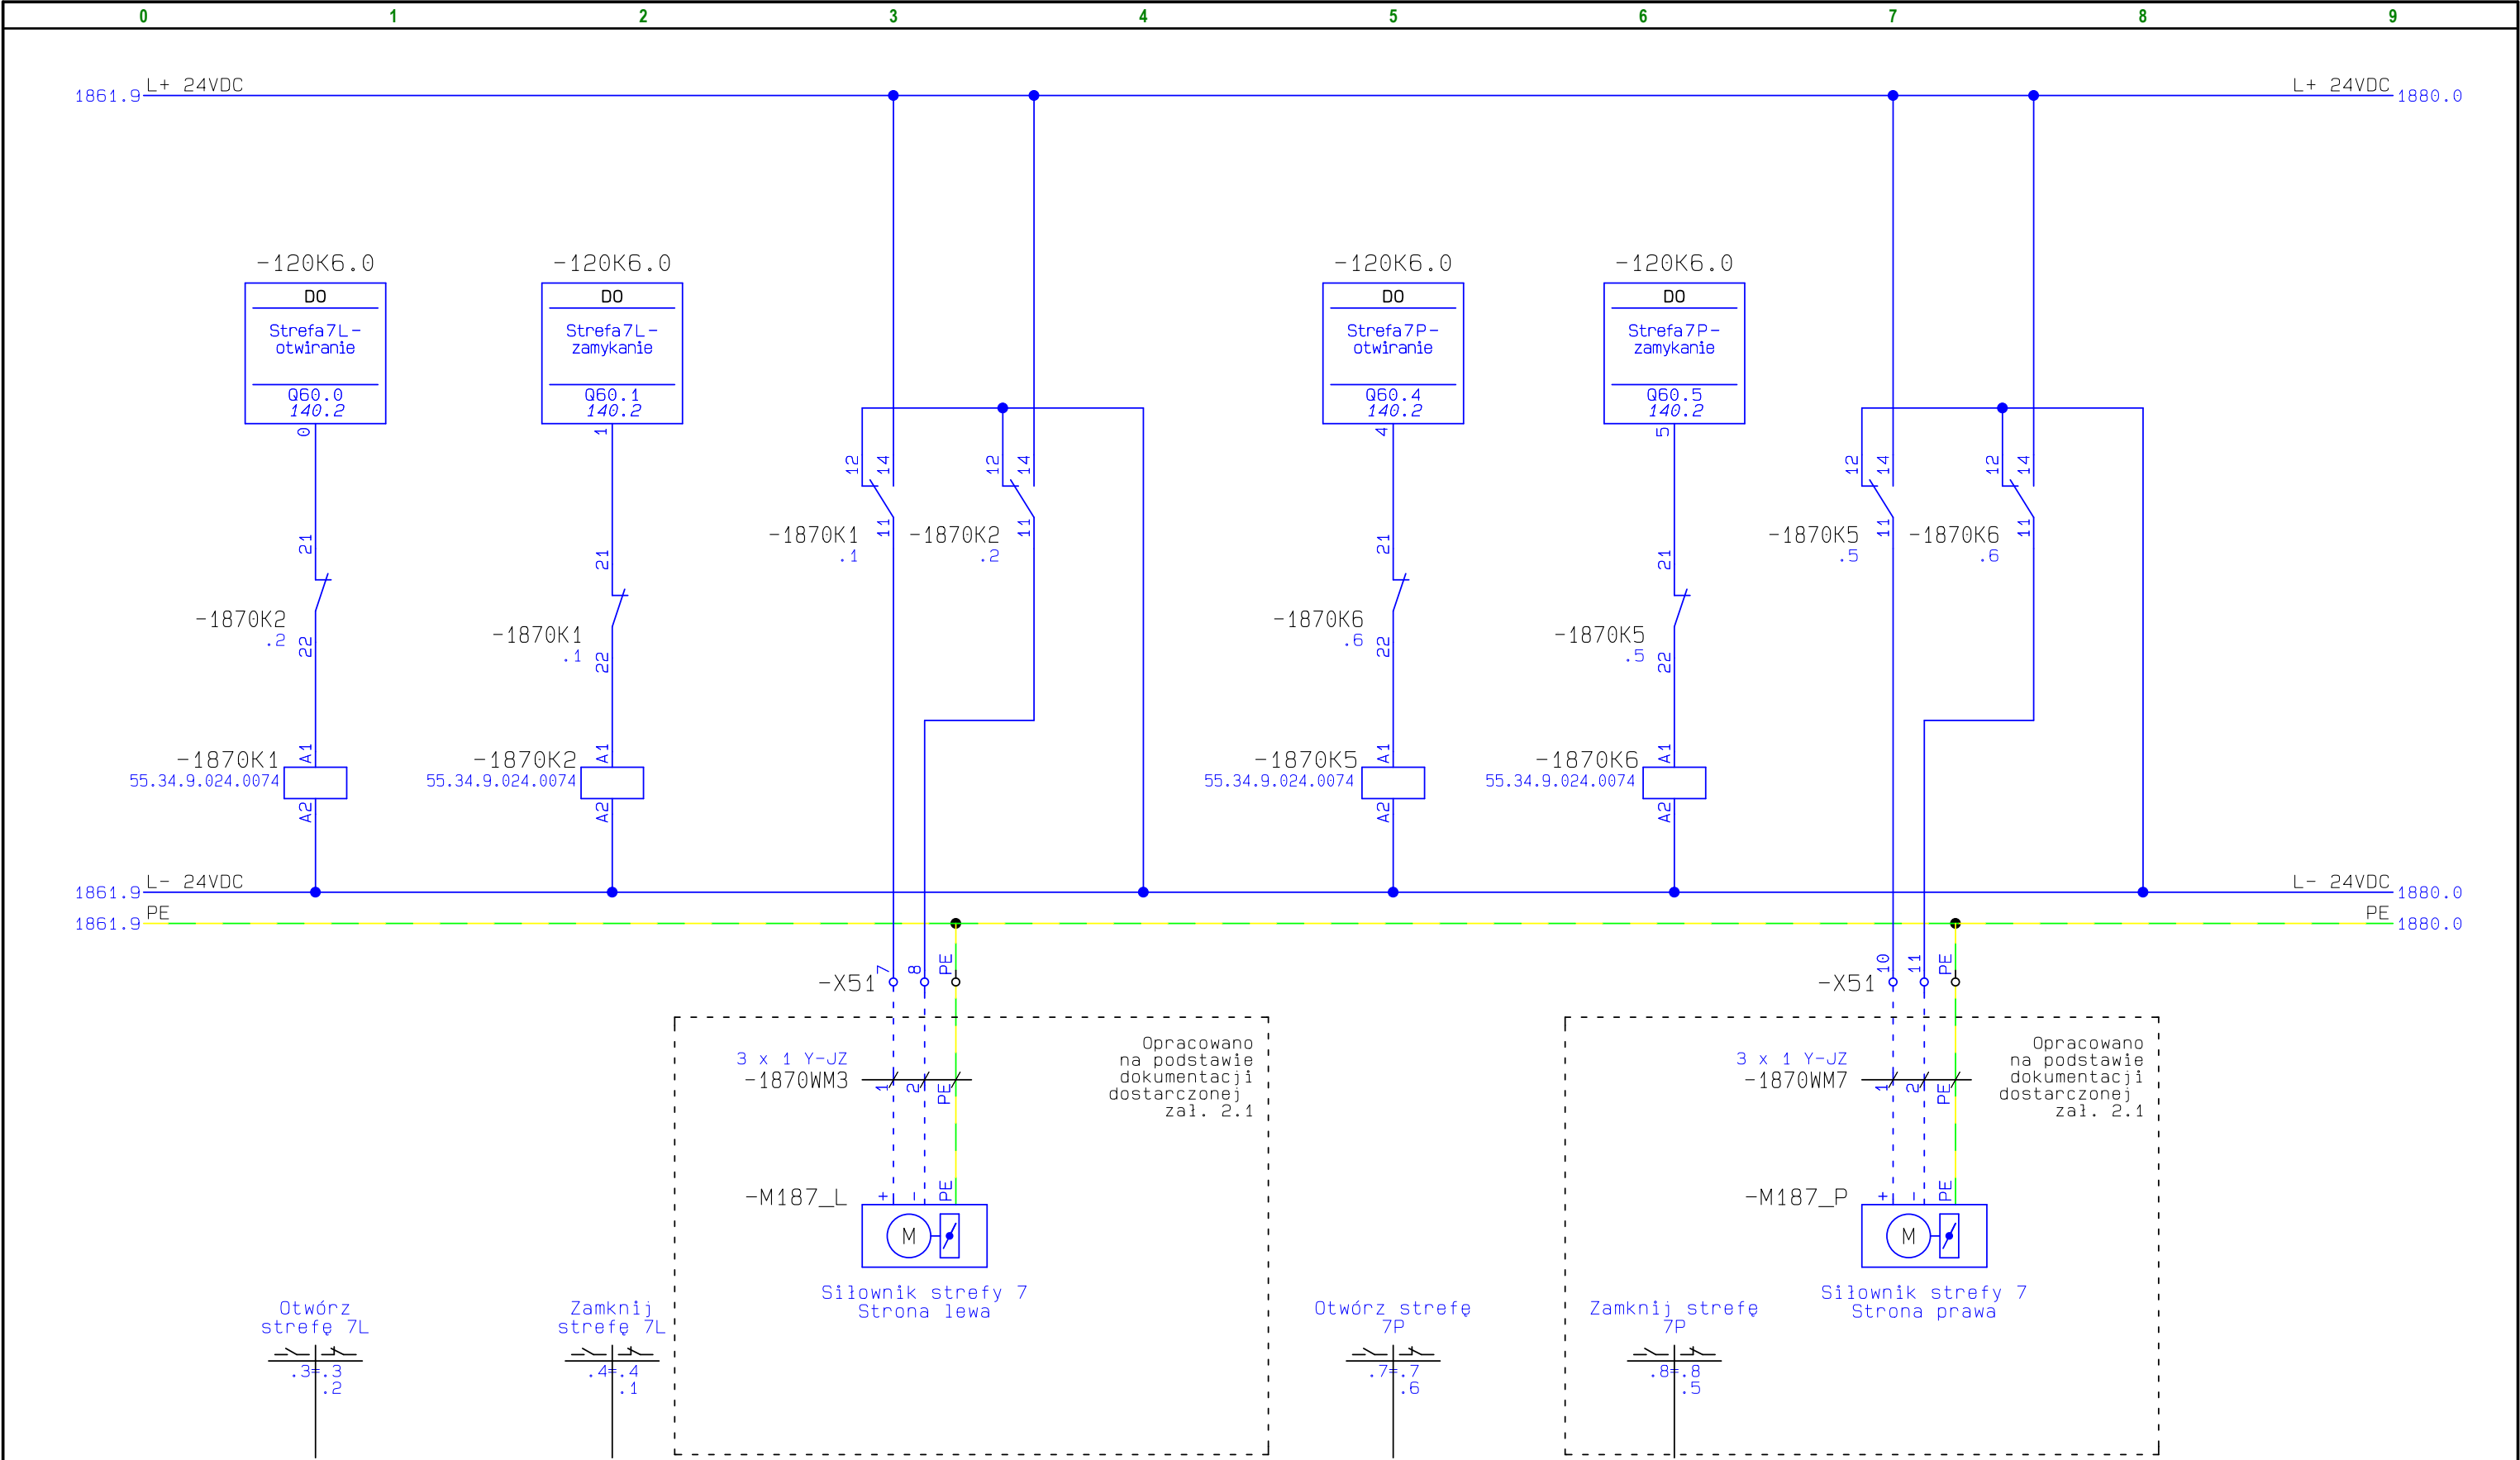 0 1 2 3 4 5 6 7 8 9
L+ 24VDC
L+ 24VDC
1861.9
1880.0
-120K6.0
-120K6.0
-120K6.0
-120K6.0
DO
Strefa7L-
otwiranie
Q60.0
140.2
0
DO
Strefa7L-
zamykanie
Q60.1
140.2
1
DO
Strefa7P-
otwiranie
Q60.4
140.2
4
DO
Strefa7P-
zamykanie
Q60.5
140.2
5
21
-1870K2
.2
22
21
-1870K1
.1
22
12
14
-1870K1
.1
11
12
14
-1870K2
.2
11
21
-1870K6
.6
22
21
-1870K5
.5
22
12
14
-1870K5
.5
11
12
14
-1870K6
.6
11
-1870K1
55.34.9.024.0074
A1
A2
-1870K2
55.34.9.024.0074
A1
A2
-1870K5
55.34.9.024.0074
A1
A2
-1870K6
55.34.9.024.0074
A1
A2
L- 24VDC
L- 24VDC
1861.9
1880.0
PE
PE
1861.9
1880.0
-X51
7
8
PE
-X51
10
11
PE
3 x 1 Y-JZ
-1870WM3
1
2
PE
Opracowano
na podstawie
dokumentacji
dostarczonej
zał. 2.1
3 x 1 Y-JZ
-1870WM7
1
2
PE
Opracowano
na podstawie
dokumentacji
dostarczonej
zał. 2.1
-M187_L
+
-
PE
M
Siłownik strefy 7
Strona lewa
-M187_P
+
-
PE
M
Siłownik strefy 7
Strona prawa
Otwórz
strefę 7L
.3 .3
.2
Zamknij
strefę 7L
.4 .4
.1
Otwórz strefę
7P
.7 .7
.6
Zamknij strefę
7P
.8 .8
.5